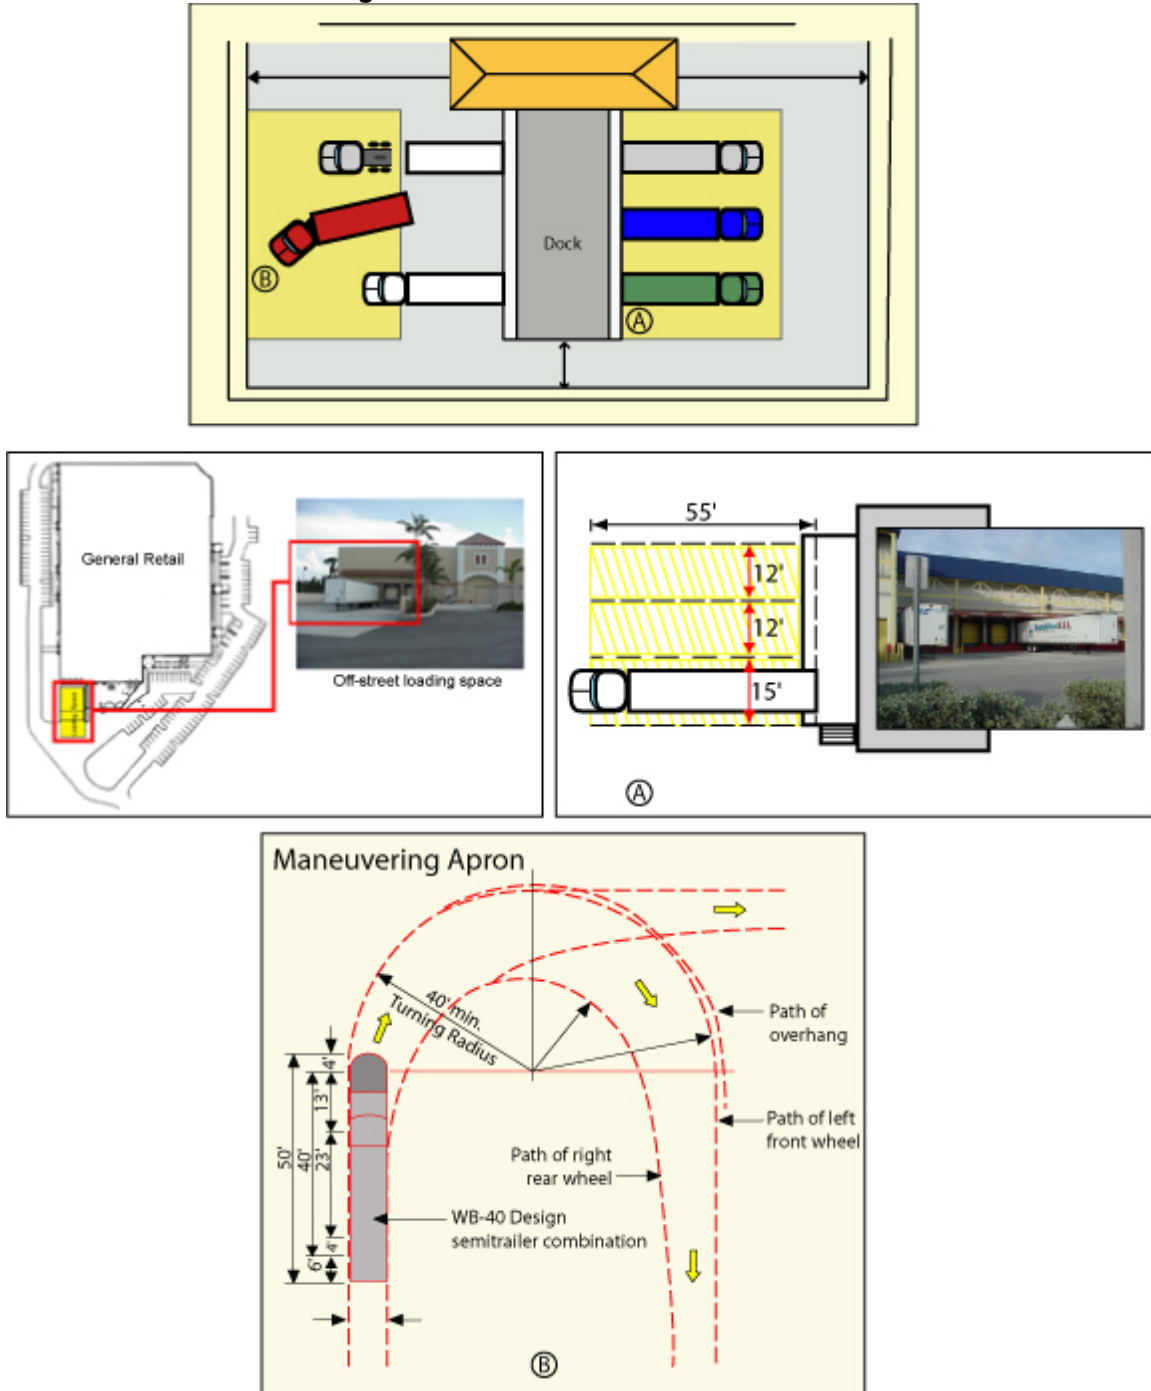 Dock
B
A
General Retail
Off-street loading space
55'
12'
12'
15'
A
Maneuvering Apron
40' min.
Turning Radius
Path of
overhang
Path of left
front wheel
Path of right
rear wheel
WB-40 Design
semitrailer combination
4'
13'
50'
40'
23'
4'
6'
B